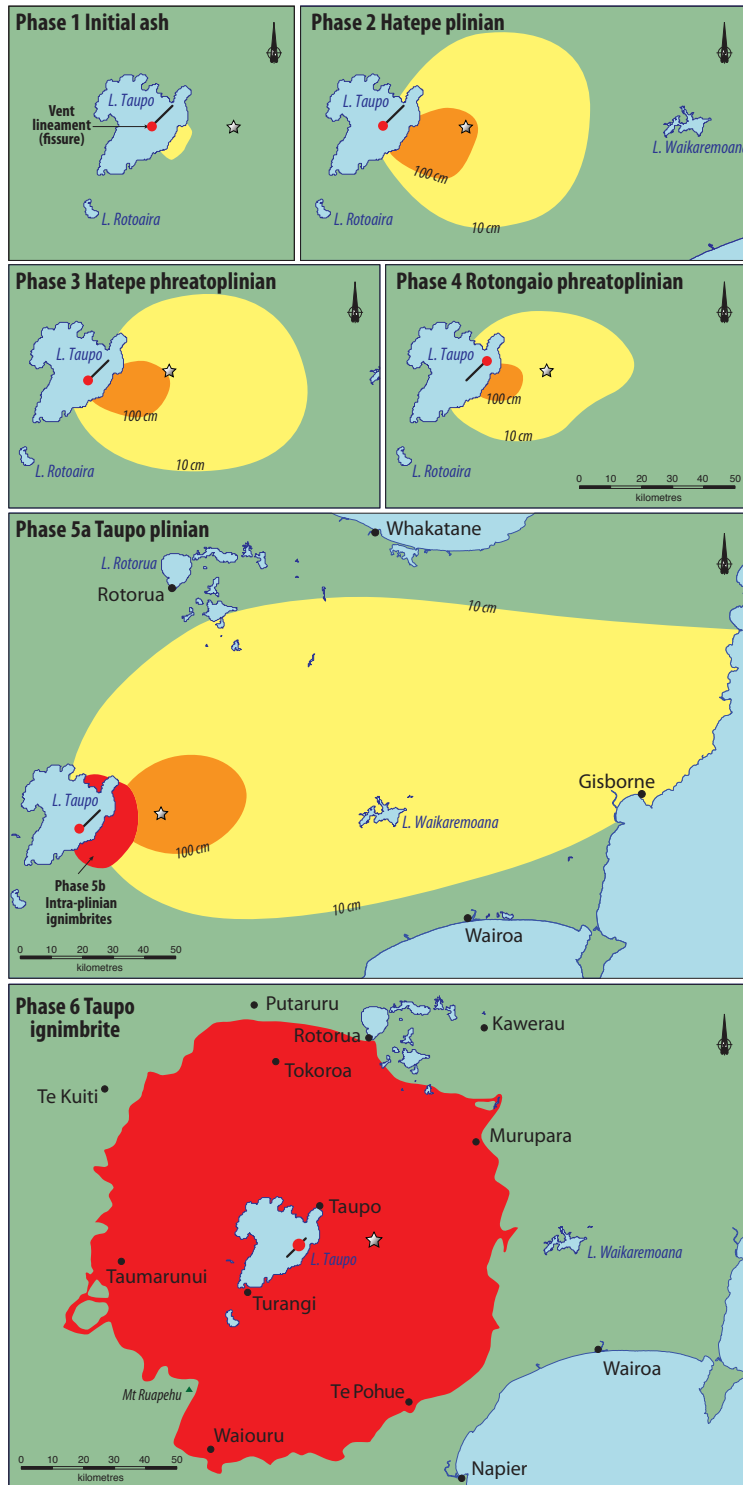 Phase 1 Initial ash
L. Taupo
Vent
lineament
(fissure)
L. Rotoaira
Phase 2 Hatepe plinian
L. Taupo
L. Waikaremoana
100 cm
L. Rotoaira
10 cm
Phase 3 Hatepe phreatoplinian
L. Taupo
100 cm
10 cm
L. Rotoaira
Phase 4 Rotongaio phreatoplinian
L. Taupo
100 cm
10 cm
L. Rotoaira
0 10 20 30 40 50
kilometres
Phase 5a Taupo plinian
Whakatane
L. Rotorua
Rotorua
10 cm
Gisborne
L. Taupo
L. Waikaremoana
100 cm
Phase 5b
Intra-plinian
ignimbrites
10 cm
Wairoa
0 10 20 30 40 50
kilometres
Phase 6 Taupo
ignimbrite
Putaruru
Rotorua
Kawerau
Tokoroa
Te Kuiti
Murupara
Taupo
L. Taupo
L. Waikaremoana
Taumarunui
Turangi
Wairoa
Mt Ruapehu
Te Pohue
Waiouru
Napier
0 10 20 30 40 50
kilometres